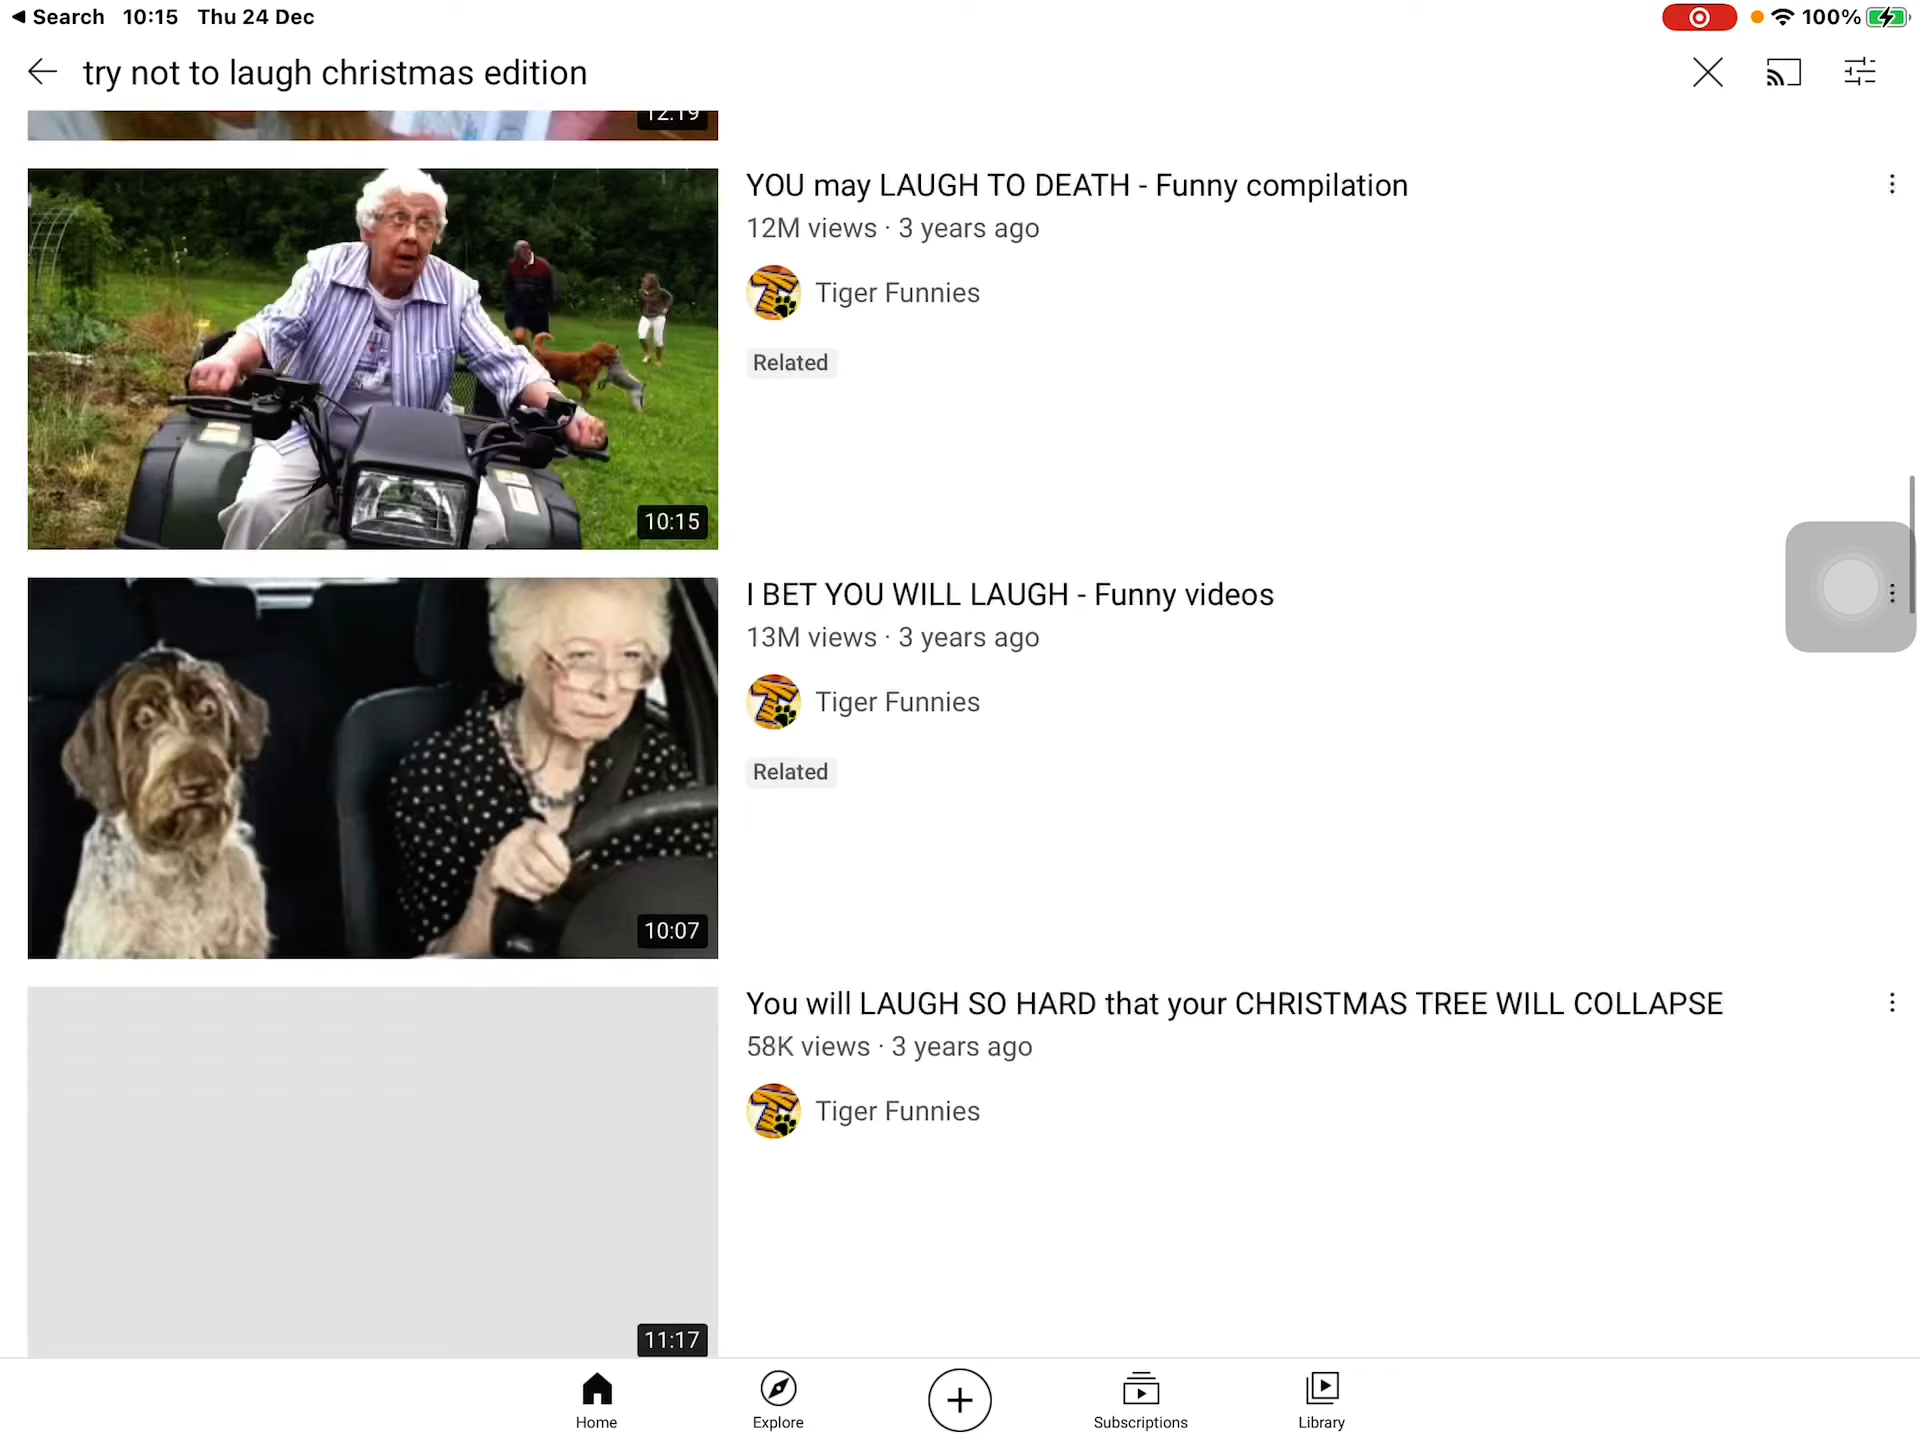 Search 10:15 Thu 24 Dec 100%
try not to laugh christmas edition
12:19
YOU may LAUGH TO DEATH - Funny compilation
12M views · 3 years ago
Tiger Funnies
Related
10:15
I BET YOU WILL LAUGH - Funny videos
13M views · 3 years ago
Tiger Funnies
Related
10:07
You will LAUGH SO HARD that your CHRISTMAS TREE WILL COLLAPSE
58K views · 3 years ago
Tiger Funnies
11:17
Home Explore Subscriptions Library